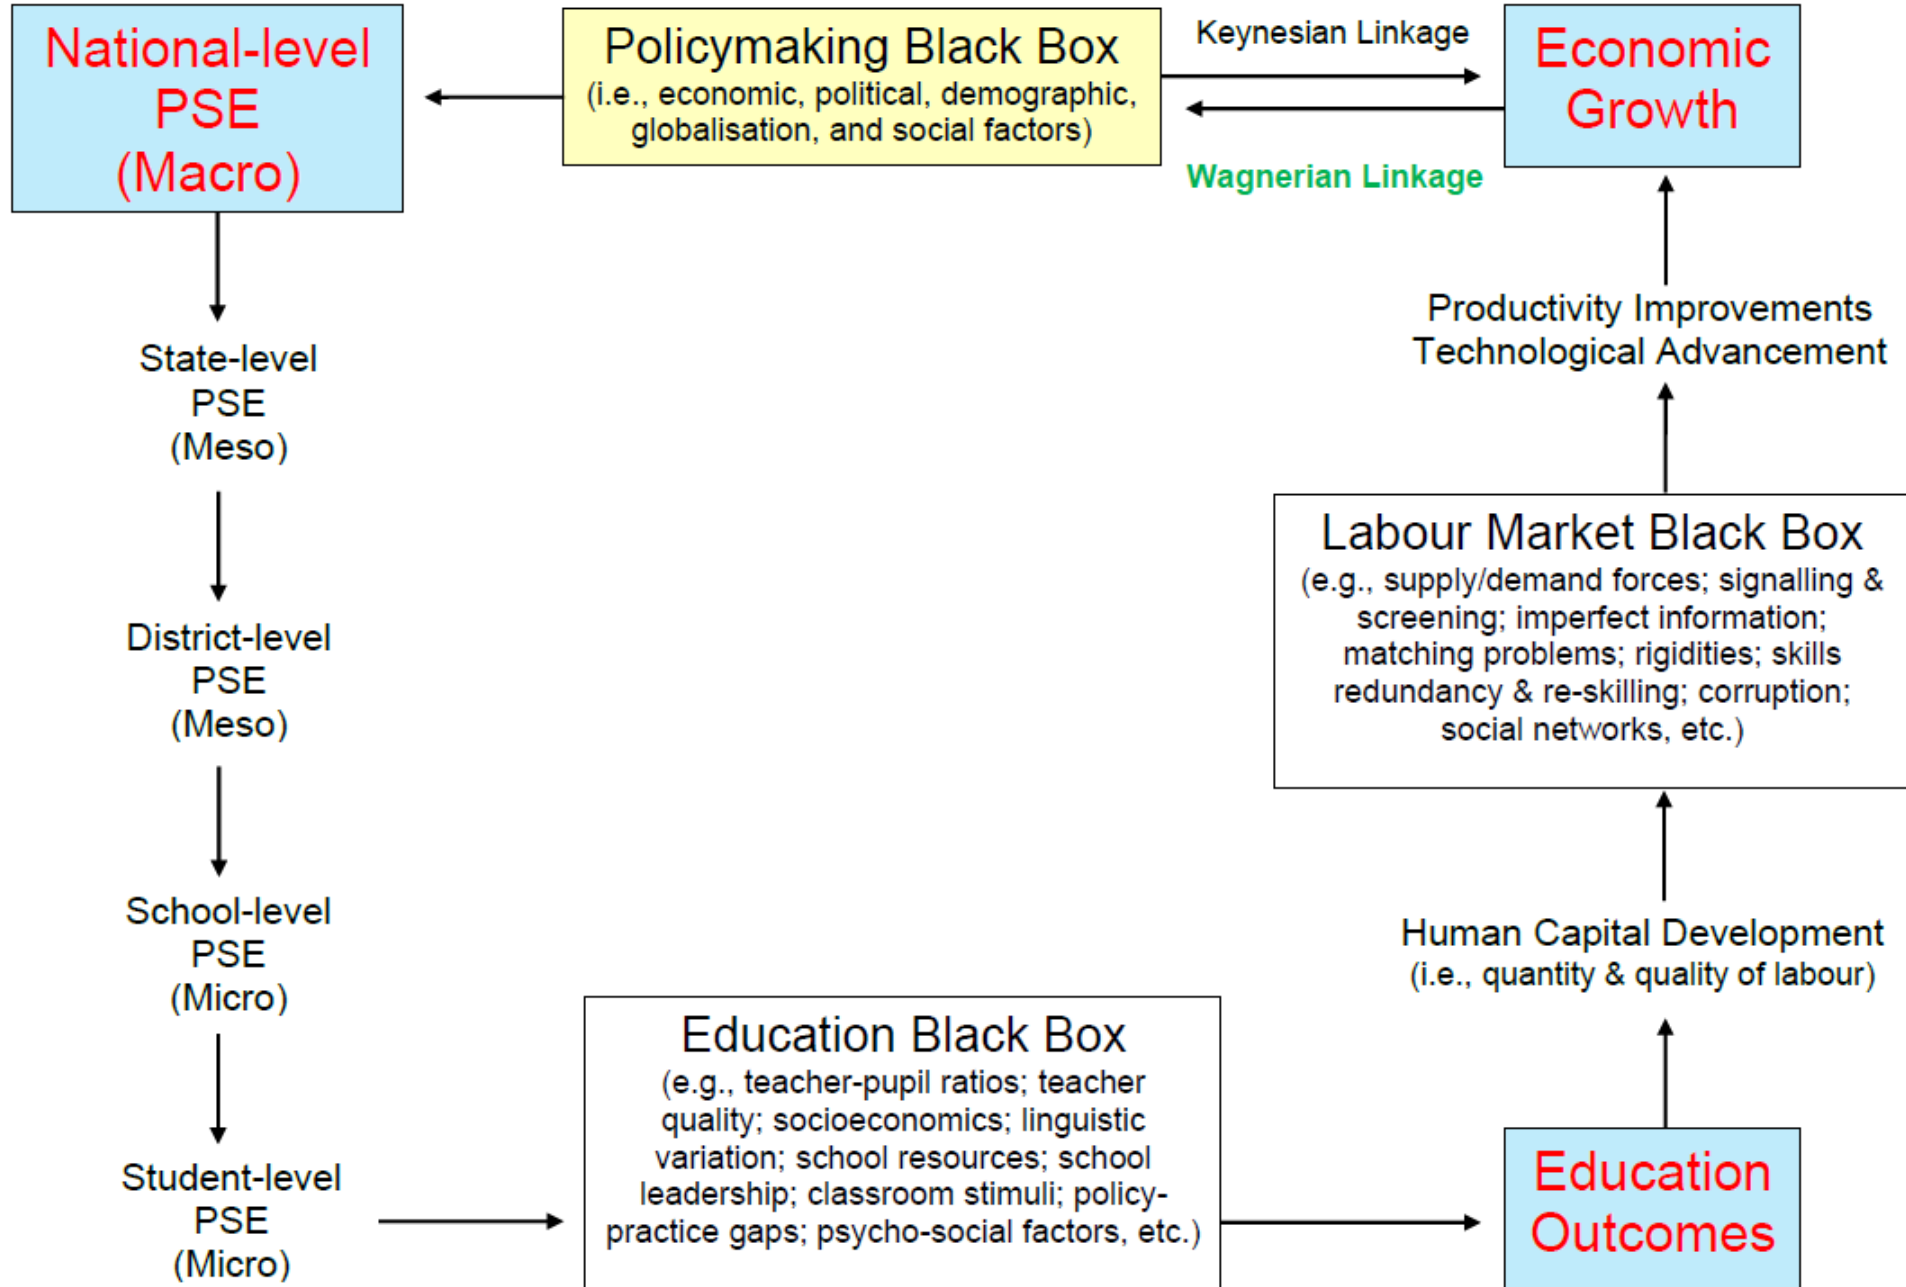 National-level
PSE
(Macro)
Policymaking Black Box
(i.e., economic, political, demographic,
globalisation, and social factors)
Keynesian Linkage
Wagnerian Linkage
Economic
Growth
State-level
PSE
(Meso)
District-level
PSE
(Meso)
School-level
PSE
(Micro)
Student-level
PSE
(Micro)
Education Black Box
(e.g., teacher-pupil ratios; teacher
quality; socioeconomics; linguistic
variation; school resources; school
leadership; classroom stimuli; policy-
practice gaps; psycho-social factors, etc.)
Education
Outcomes
Human Capital Development
(i.e., quantity & quality of labour)
Labour Market Black Box
(e.g., supply/demand forces; signalling &
screening; imperfect information;
matching problems; rigidities; skills
redundancy & re-skilling; corruption;
social networks, etc.)
Productivity Improvements
Technological Advancement